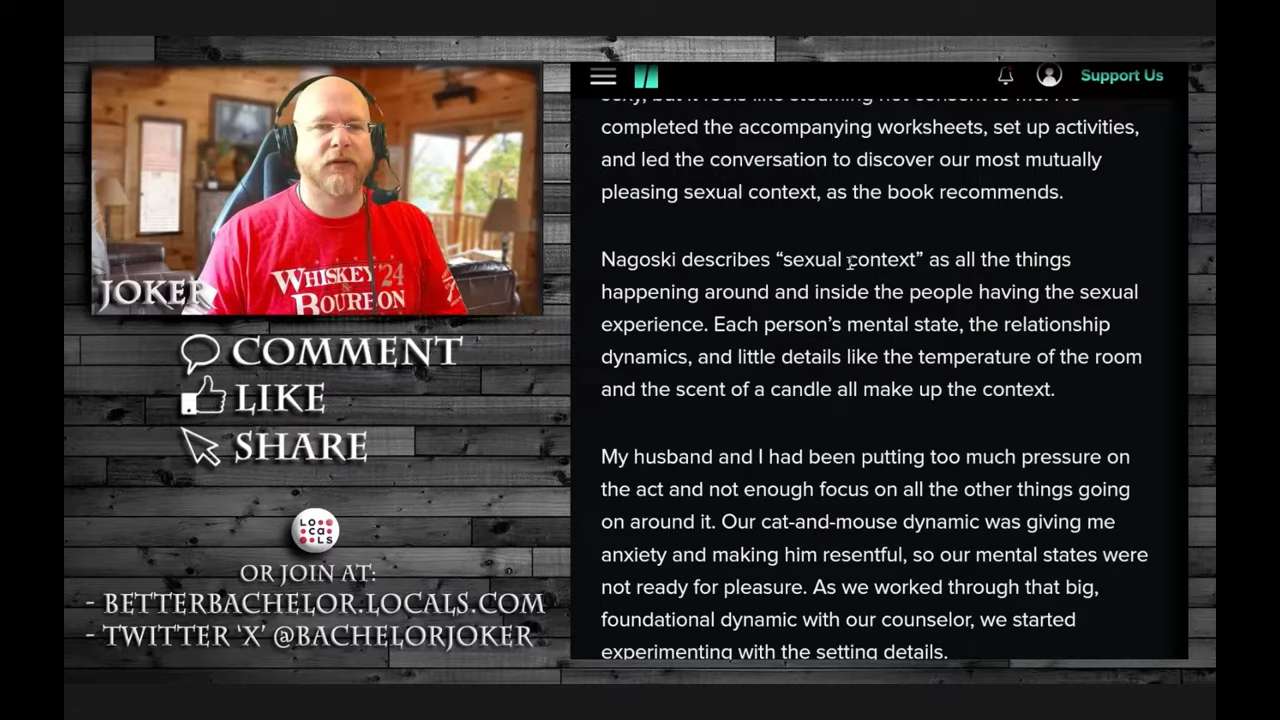 Support Us
completed the accompanying worksheets, set up activities,
and led the conversation to discover our most mutually
pleasing sexual context, as the book recommends.
Nagoski describes “sexual context” as all the things
happening around and inside the people having the sexual
experience. Each person’s mental state, the relationship
dynamics, and little details like the temperature of the room
and the scent of a candle all make up the context.
My husband and I had been putting too much pressure on
the act and not enough focus on all the other things going
on around it. Our cat-and-mouse dynamic was giving me
anxiety and making him resentful, so our mental states were
not ready for pleasure. As we worked through that big,
foundational dynamic with our counselor, we started
experimenting with the setting details.
WHISKEY '24
&
BOURBON
JOKER
COMMENT
LIKE
SHARE
LO
ca
LS
OR JOIN AT:
- BETTERBACHELOR.LOCALS.COM
- TWITTER 'X' @BACHELORJOKER